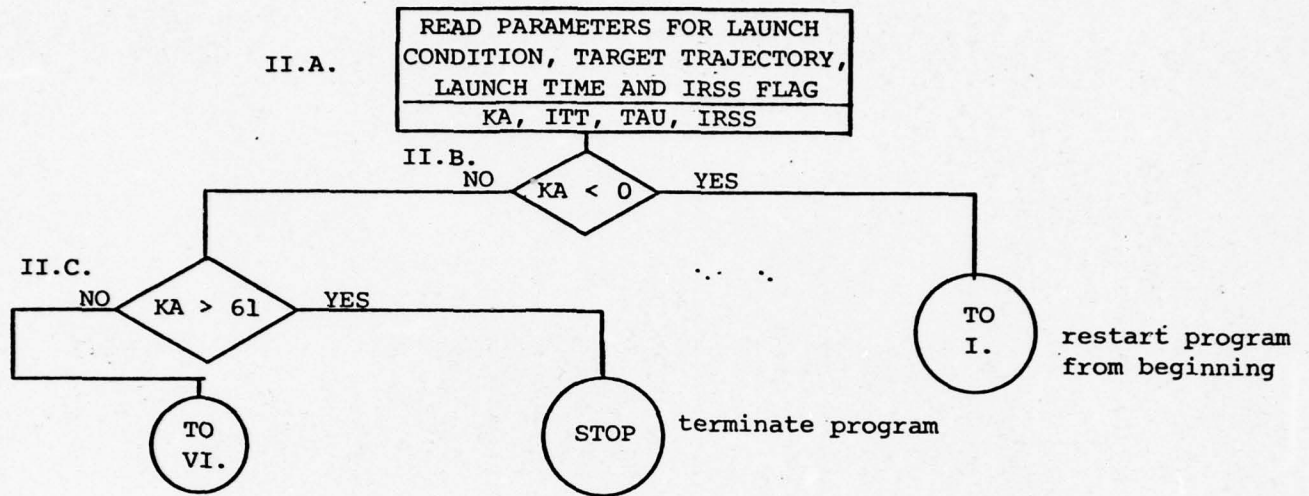 II.A.
READ PARAMETERS FOR LAUNCH
CONDITION, TARGET TRAJECTORY,
LAUNCH TIME AND IRSS FLAG
KA, ITT, TAU, IRSS
II.B.
NO
KA < 0
YES
II.C.
NO
KA > 61
YES
TO
I.
restart program
from beginning
TO
VI.
STOP
terminate program